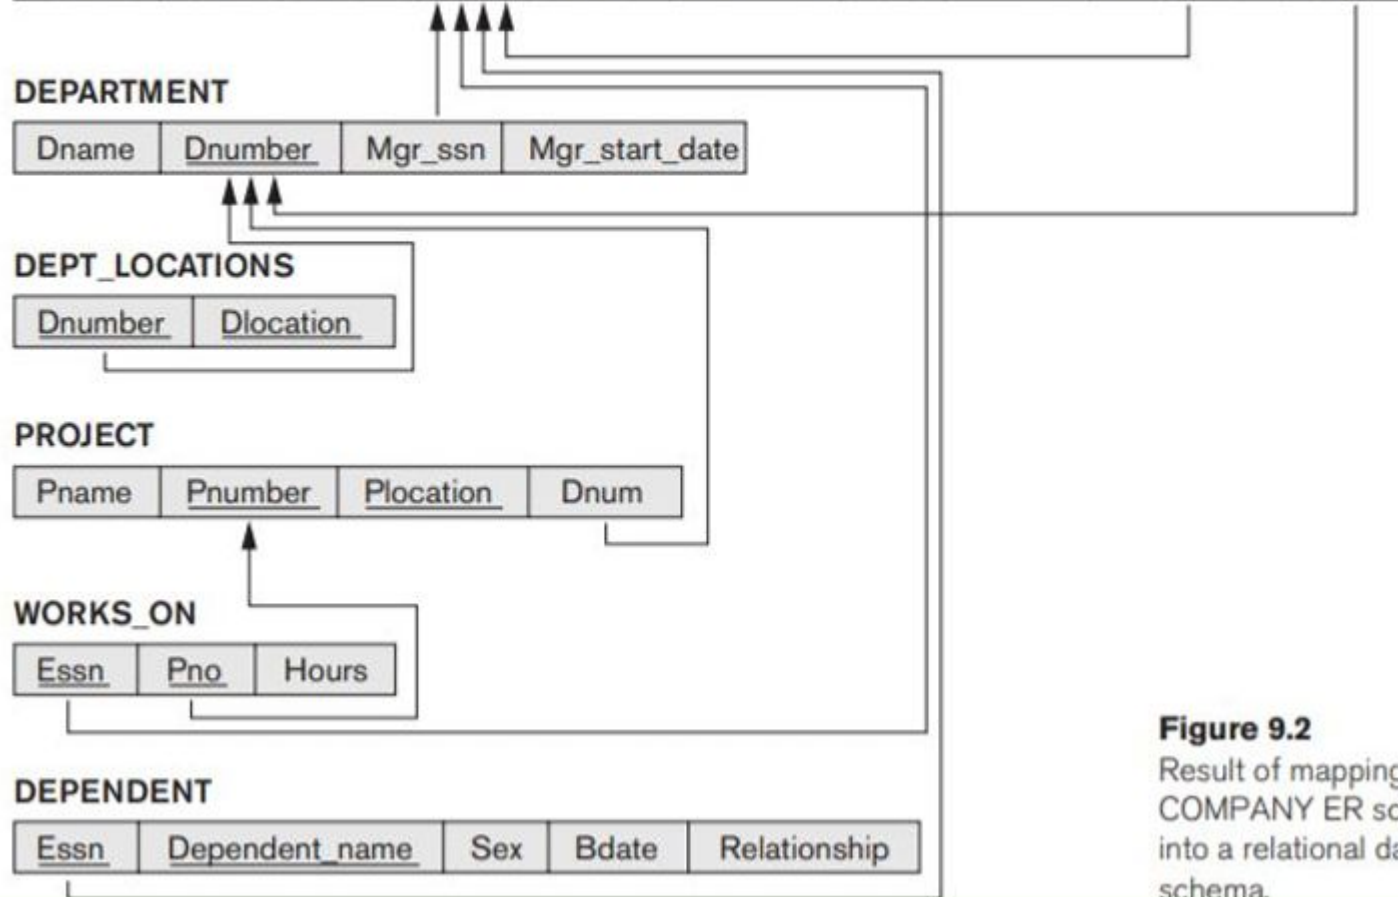 DEPARTMENT
Dname Dnumber Mgr_ssn Mgr_start_date
DEPT_LOCATIONS
Dnumber Dlocation
PROJECT
Pname Pnumber Plocation Dnum
WORKS_ON
Essn Pno Hours
Figure 9.2
Result of mapping
COMPANY ER sc
into a relational da
schema.
DEPENDENT
Essn Dependent_name Sex Bdate Relationship